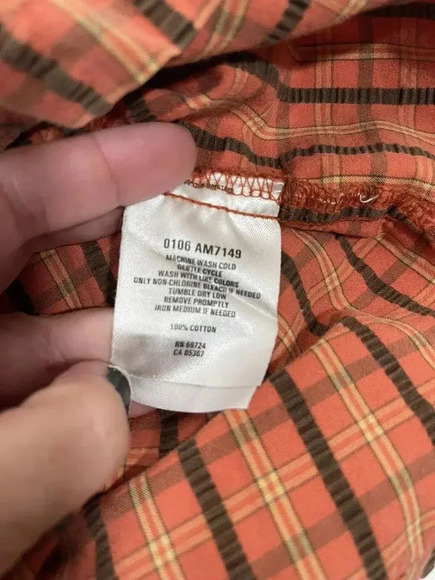 0106 AM7149
MACHINE WASH COLD
GENTLE CYCLE
WASH WITH LIKE COLORS
ONLY NON-CHLORINE BLEACH IF NEEDED
TUMBLE DRY LOW
REMOVE PROMPTLY
IRON MEDIUM IF NEEDED
100% COTTON
RN 69724
CA 05367